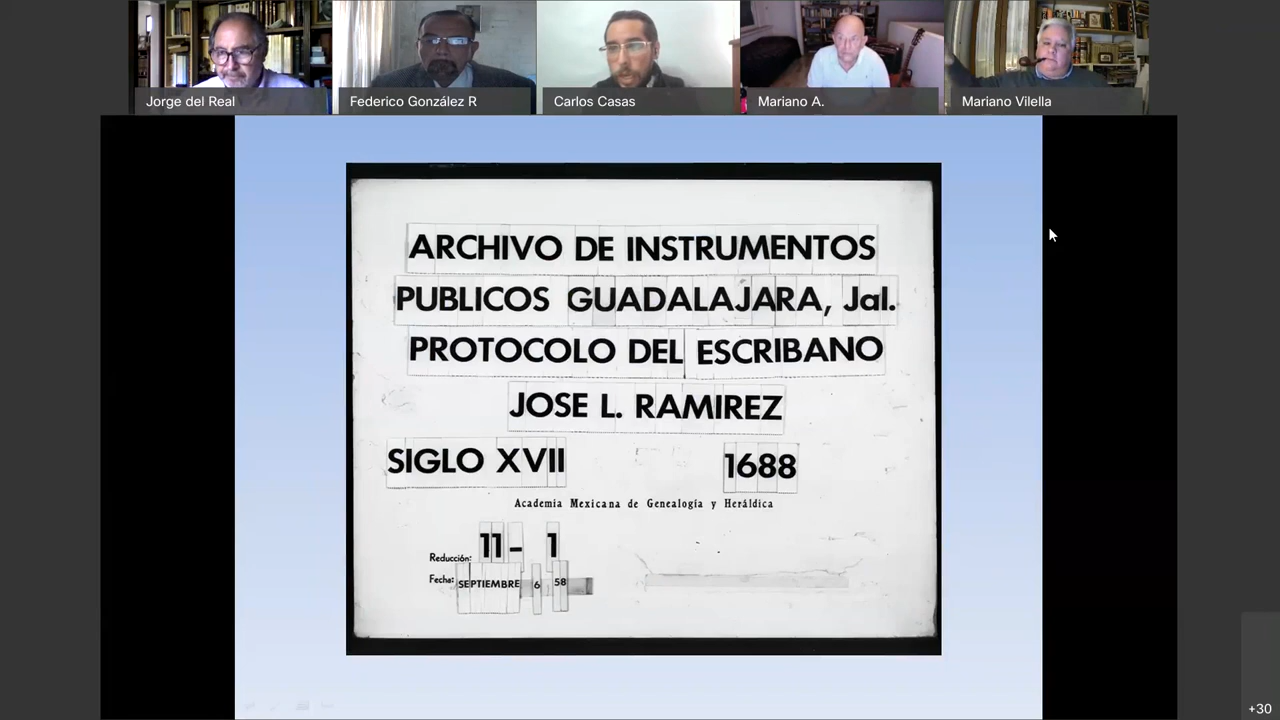 Jorge del Real
Federico González R
Carlos Casas
Mariano A.
Mariano Vilella
ARCHIVO DE INSTRUMENTOS
PUBLICOS GUADALAJARA, Jal.
PROTOCOLO DEL ESCRIBANO
JOSE L. RAMIREZ
SIGLO XVII 1688
Academia Mexicana de Genealogía y Heráldica
Reducción: 11 - 1
Fecha: SEPTIEMBRE 6 58
+30